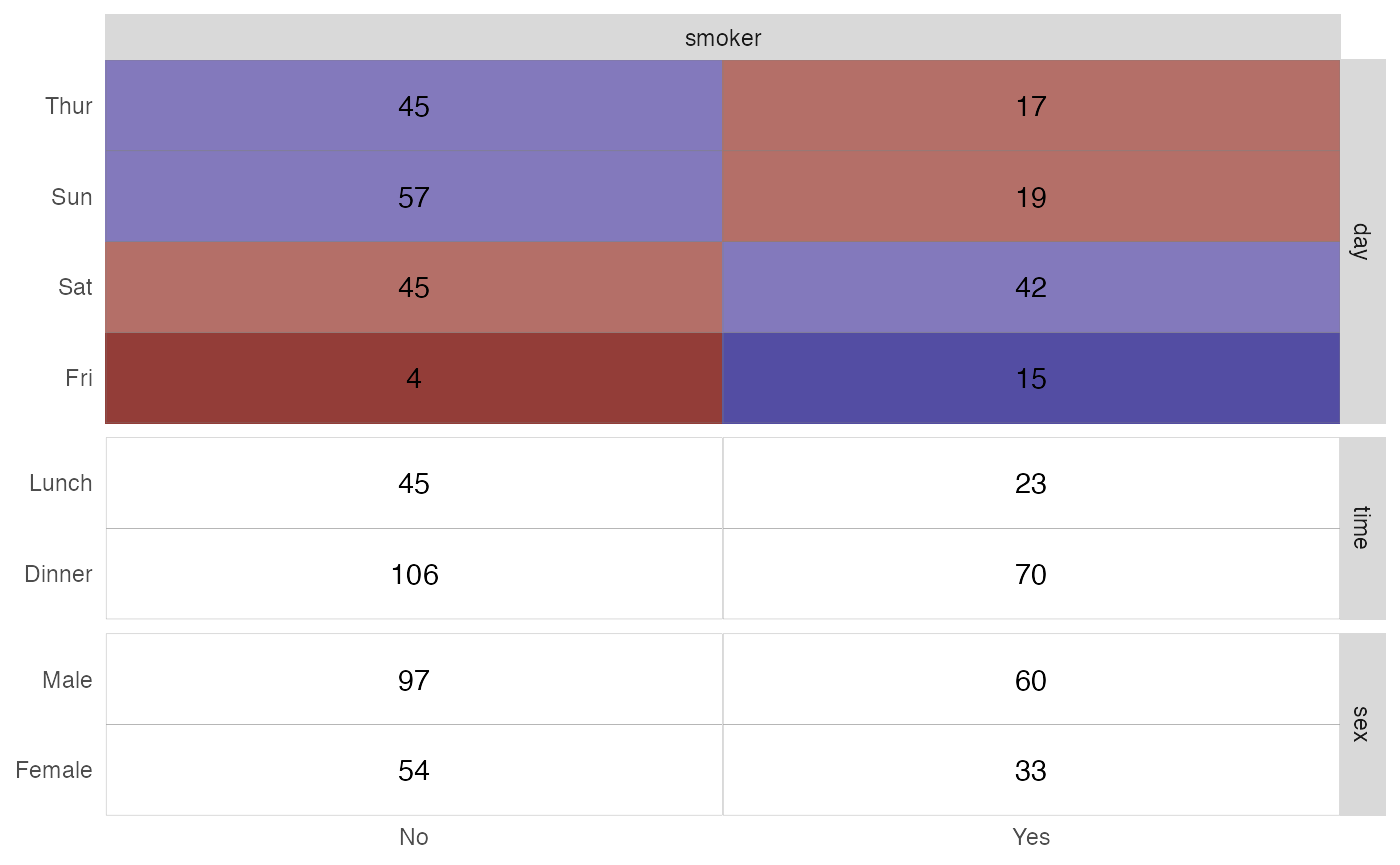 smoker
Thur 45 17
Sun 57 19
Sat 45 42
Fri 4 15
day
Lunch 45 23
Dinner 106 70
time
Male 97 60
Female 54 33
sex
No Yes